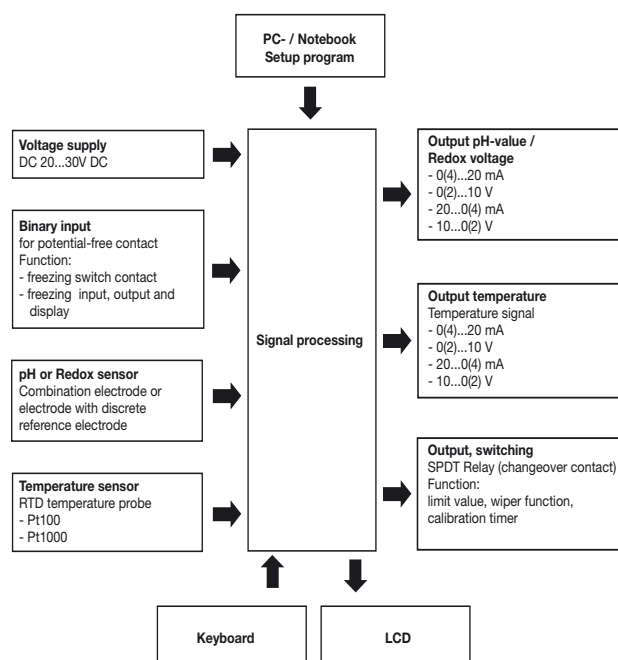 PC- / Notebook
Setup program
Voltage supply
DC 20...30V DC
Binary input
for potential-free contact
Function:
- freezing switch contact
- freezing input, output and
display
pH or Redox sensor
Combination electrode or
electrode with discrete
reference electrode
Temperature sensor
RTD temperature probe
- Pt100
- Pt1000
Signal processing
Output pH-value /
Redox voltage
- 0(4)...20 mA
- 0(2)...10 V
- 20...0(4) mA
- 10...0(2) V
Output temperature
Temperature signal
- 0(4)...20 mA
- 0(2)...10 V
- 20...0(4) mA
- 10...0(2) V
Output, switching
SPDT Relay (changeover contact)
Function:
limit value, wiper function,
calibration timer
Keyboard
LCD